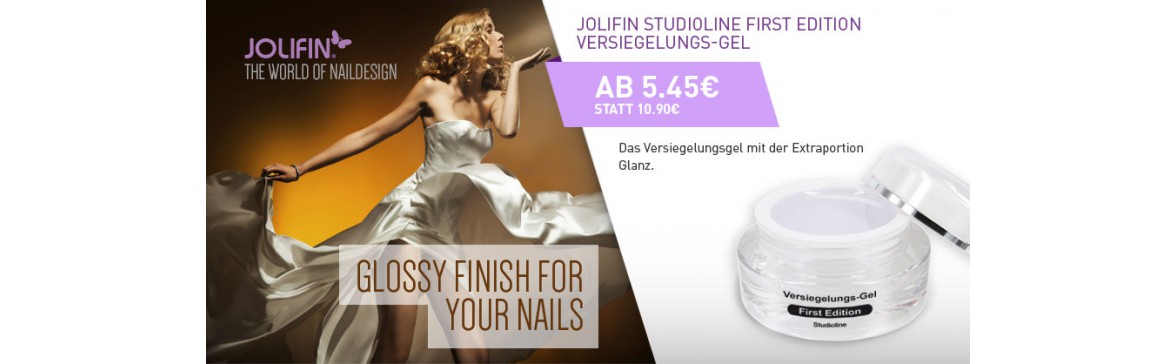 JOLIFIN
THE WORLD OF NAILDESIGN
GLOSSY FINISH FOR
YOUR NAILS
JOLIFIN STUDIOLINE FIRST EDITION
VERSIEGELUNGS-GEL
AB 5.45€
STATT 10.90€
Das Versiegelungsgel mit der Extraportion
Glanz.
Versiegelungs-Gel
First Edition
Studioline